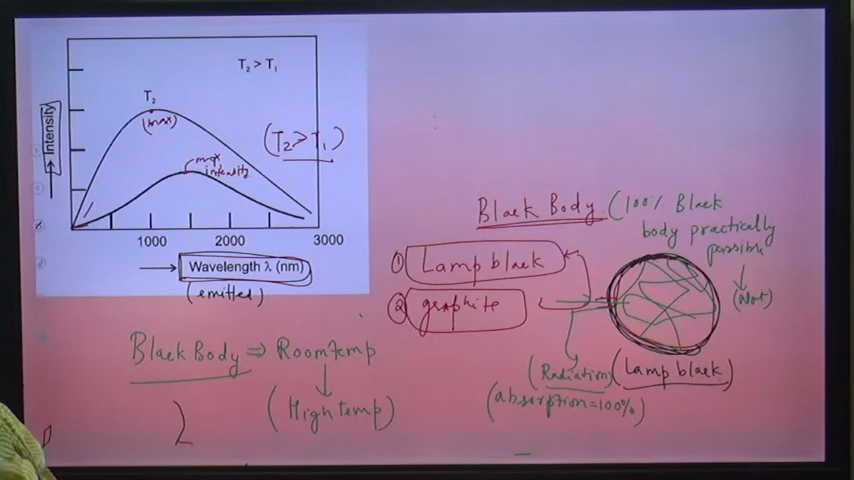 T₂ > T₁
T₂
(max)
(T₂ > T₁)
max
intensity
Intensity
1000 2000 3000
Wavelength λ (nm)
(emitted)
Black Body. (100% Black
body practically
possible
(Not)
① Lamp black
② graphite
Black Body ⇒ Room temp
(High temp)
(Radiation)
(absorption = 100%)
(Lamp black)